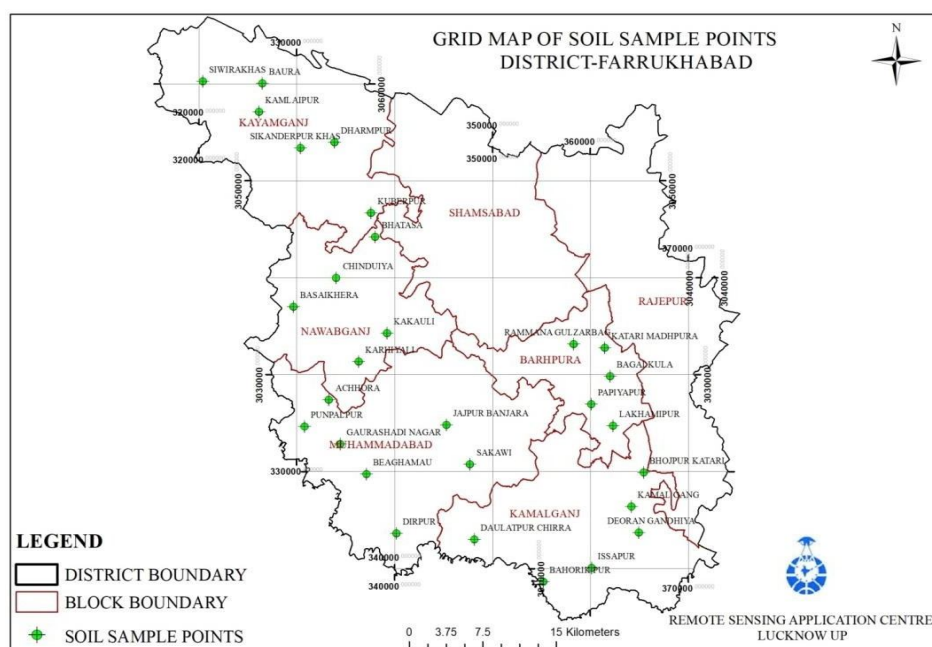 GRID MAP OF SOIL SAMPLE POINTS
DISTRICT-FARRUKHABAD
N
330000
SIWIRAKHAS
BAURA
3060000
KAMLAIPUR
320000
KAYAMGANJ
SIKANDERPUR KHAS
DHARMPUR
350000
360000
320000
350000
3050000
3050000
KUBERPUR
SHAMSABAD
BHATASA
370000
CHINDUIYA
3040000
3040000
BASAIKHERA
RAJEPUR
NAWABGANJ
KAKAULI
RAMMANA GULZARBAG
KATARI MADHPURA
KARHIYALI
BARHPURA
3030000
BAGALKULA
3030000
ACHHORA
PAPIYAPUR
PUNPALPUR
JAJPUR BANJARA
LAKHAMIPUR
GAURASHADI NAGAR
MUHAMMADABAD
SAKAWI
BEAGHAMAU
330000
BHOJPUR KATARI
KAMALGANJ
KAMAL GANG
DIRPUR
DAULATPUR CHIRRA
DEORAN GANDHIYA
340000
ISSAPUR
BAHORIKPUR
340000
370000
LEGEND
DISTRICT BOUNDARY
BLOCK BOUNDARY
SOIL SAMPLE POINTS
0 3.75 7.5 15 Kilometers
REMOTE SENSING APPLICATION CENTRE
LUCKNOW UP